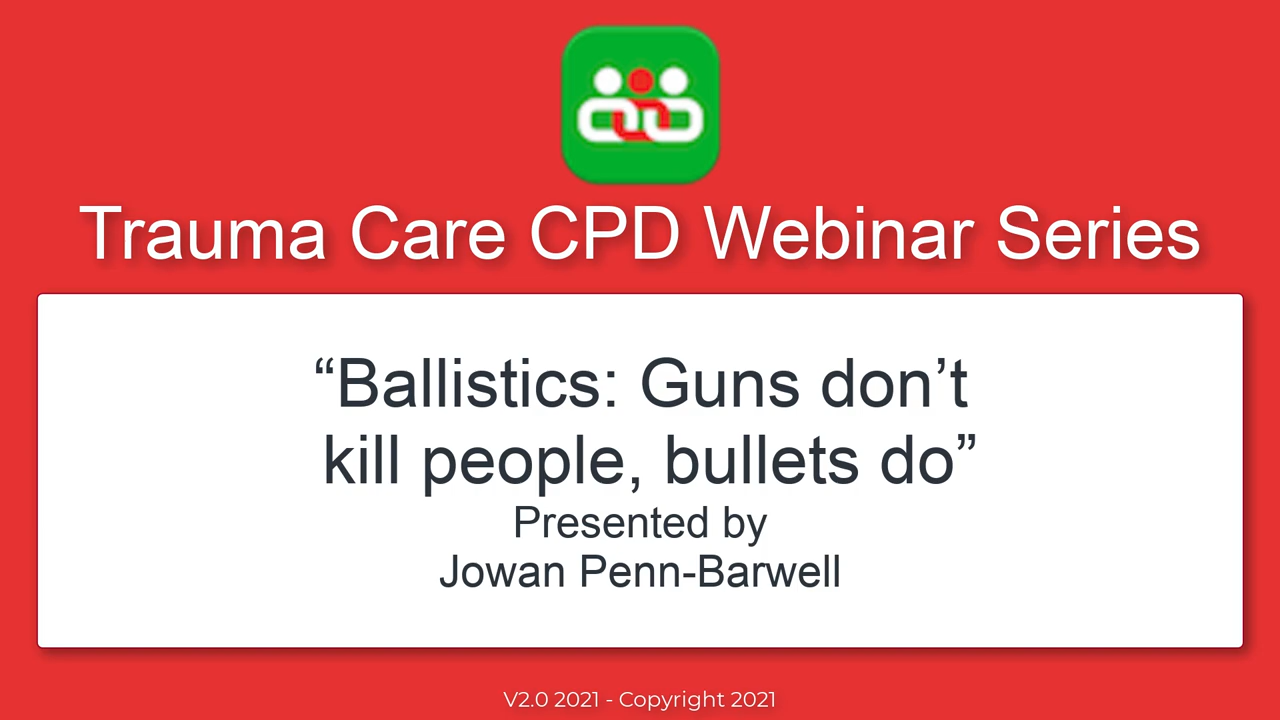 Trauma Care CPD Webinar Series
“Ballistics: Guns don’t
kill people, bullets do”
Presented by
Jowan Penn-Barwell
V2.0 2021 - Copyright 2021